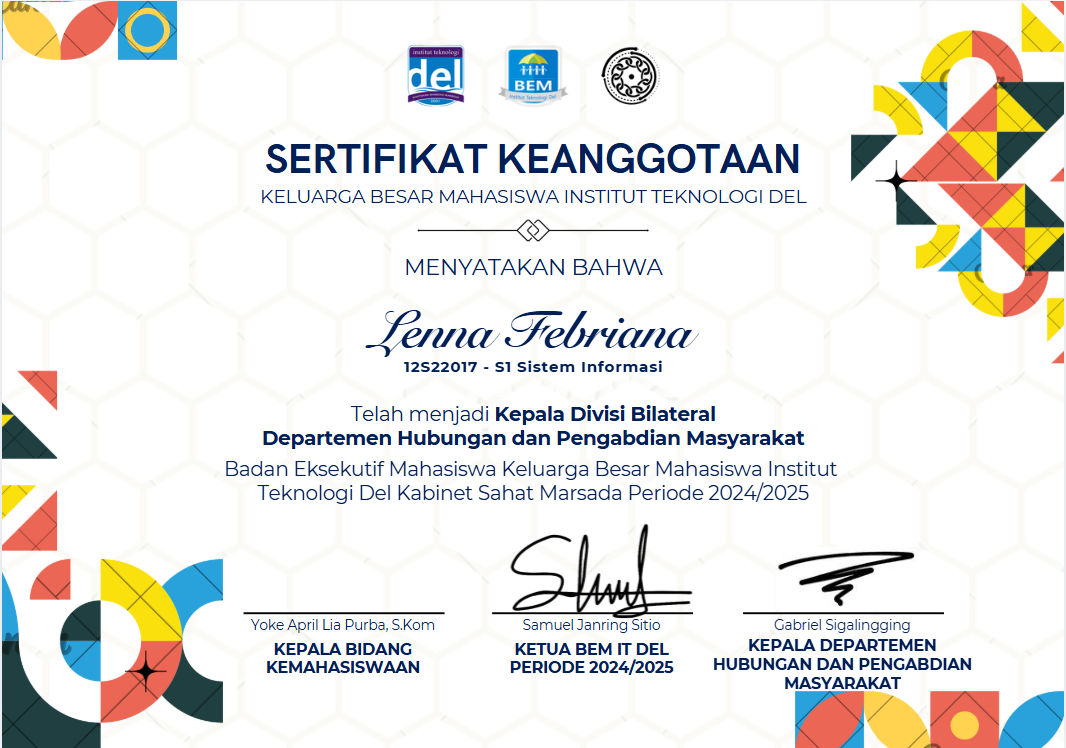 institut teknologi
del
2001
BEM
Institut Teknologi Del
SERTIFIKAT KEANGGOTAAN
KELUARGA BESAR MAHASISWA INSTITUT TEKNOLOGI DEL
MENYATAKAN BAHWA
Lenna Febriana
12S22017 - S1 Sistem Informasi
Telah menjadi Kepala Divisi Bilateral
Departemen Hubungan dan Pengabdian Masyarakat
Badan Eksekutif Mahasiswa Keluarga Besar Mahasiswa Institut
Teknologi Del Kabinet Sahat Marsada Periode 2024/2025
Yoke April Lia Purba, S.Kom
KEPALA BIDANG
KEMAHASISWAAN
Samuel Janring Sitio
KETUA BEM IT DEL
PERIODE 2024/2025
Gabriel Sigalingging
KEPALA DEPARTEMEN
HUBUNGAN DAN PENGABDIAN
MASYARAKAT